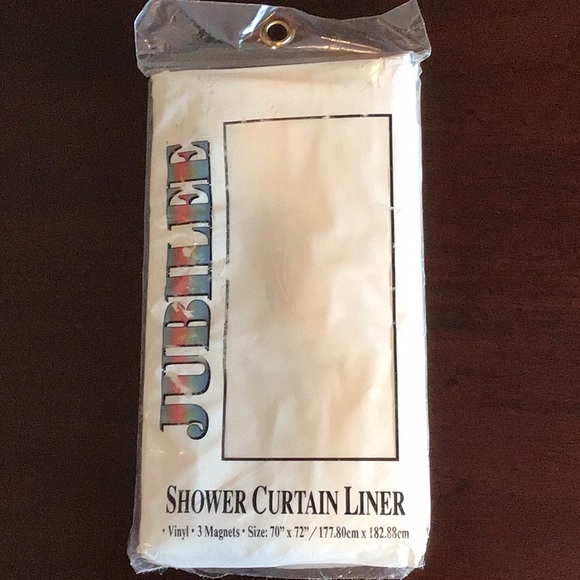 JUBILEE
SHOWER CURTAIN LINER
• Vinyl • 3 Magnets • Size: 70" x 72" / 177.80cm x 182.88cm